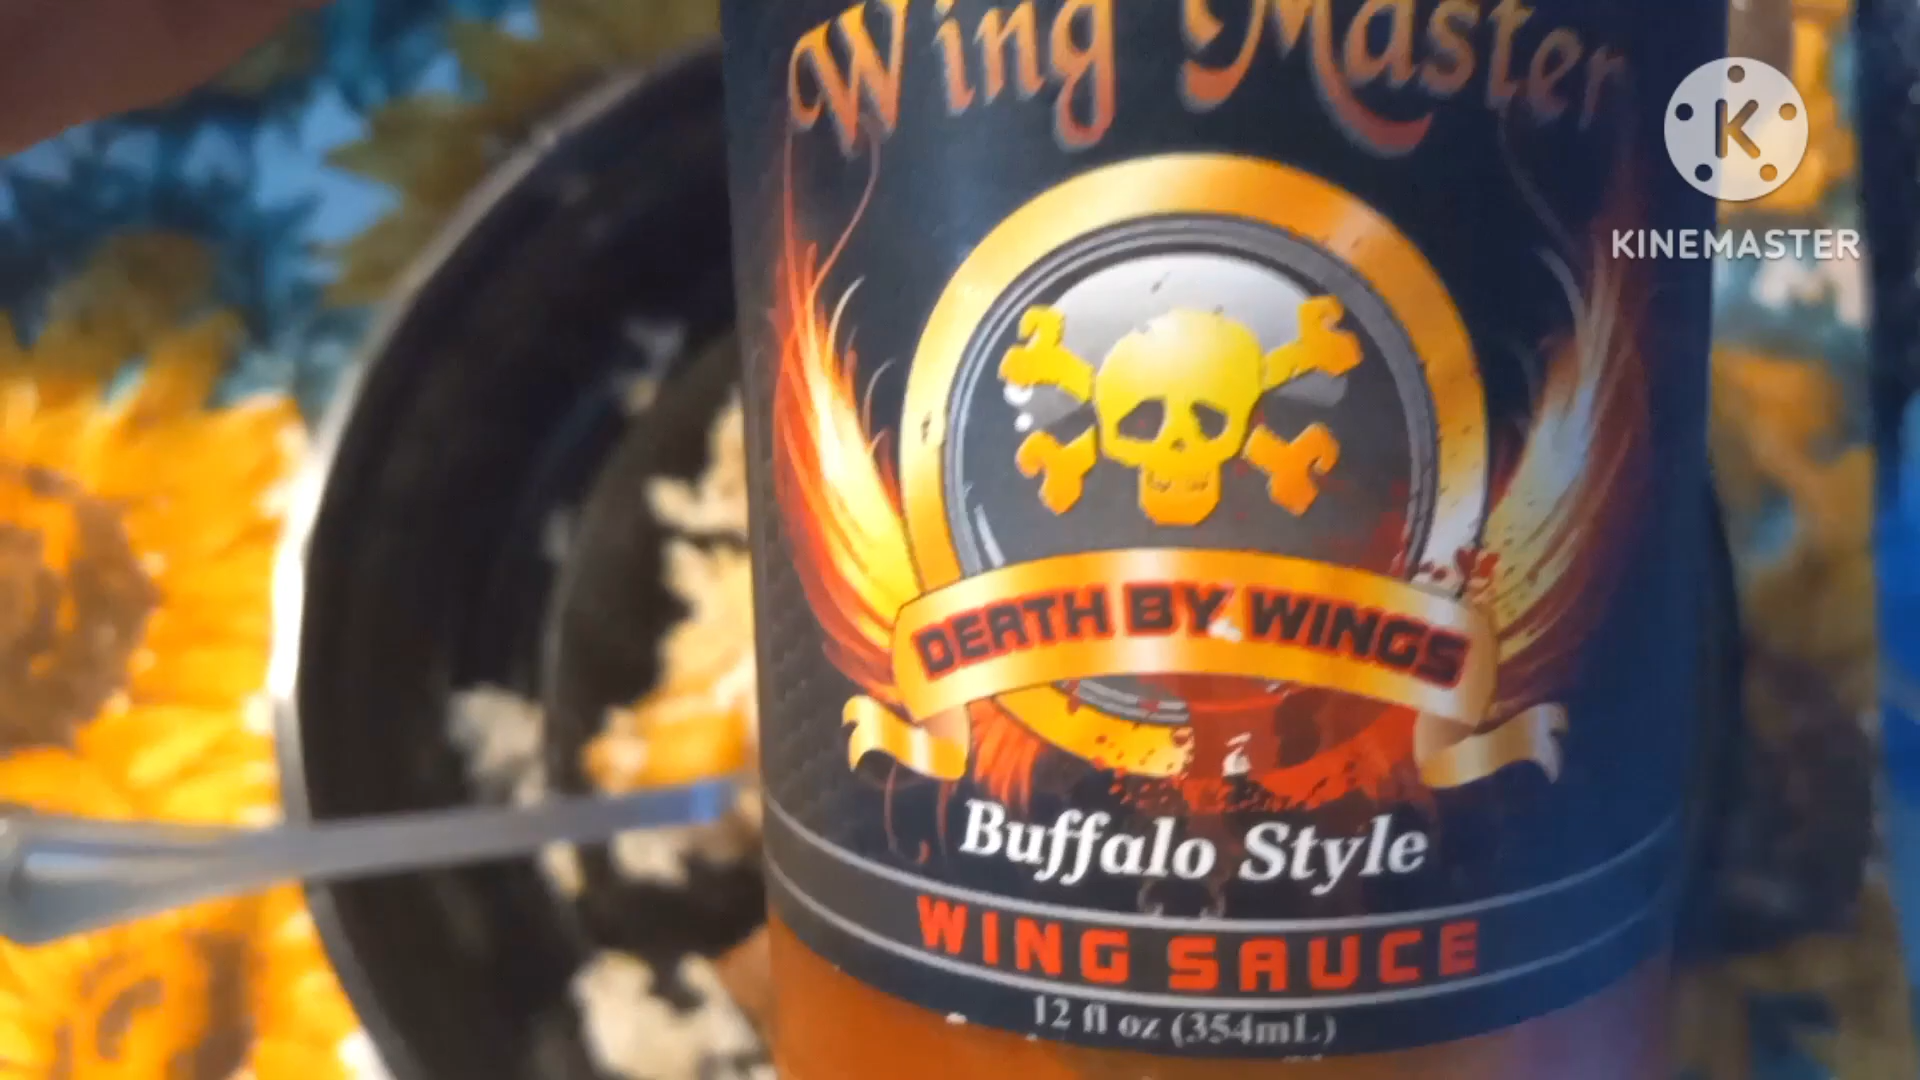 Wing Master
K
KINEMASTER
DEATH BY WINGS
Buffalo Style
WING SAUCE
12 fl oz (354mL)